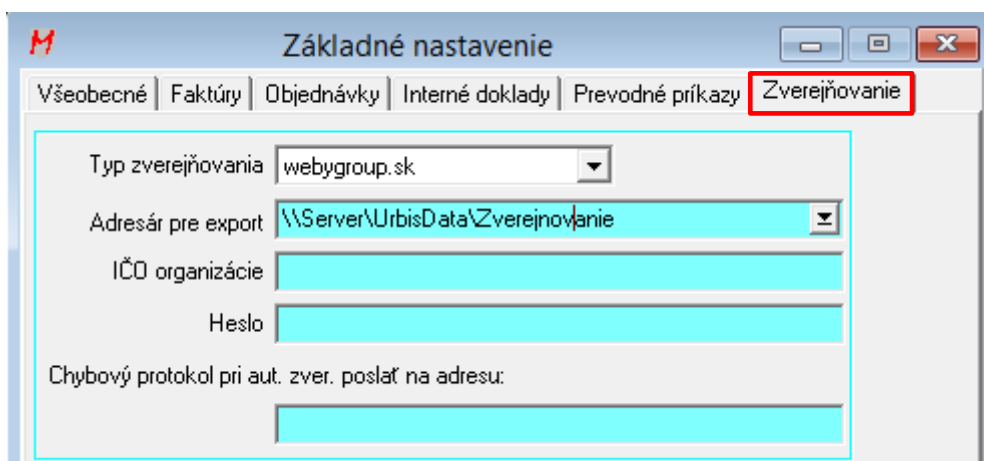 M Základné nastavenie
Všeobecné Faktúry Objednávky Interné doklady Prevodné príkazy Zverejňovanie
Typ zverejňovania webygroup.sk
Adresár pre export \\Server\UrbisData\Zverejnovanie
IČO organizácie
Heslo
Chybový protokol pri aut. zver. poslať na adresu: